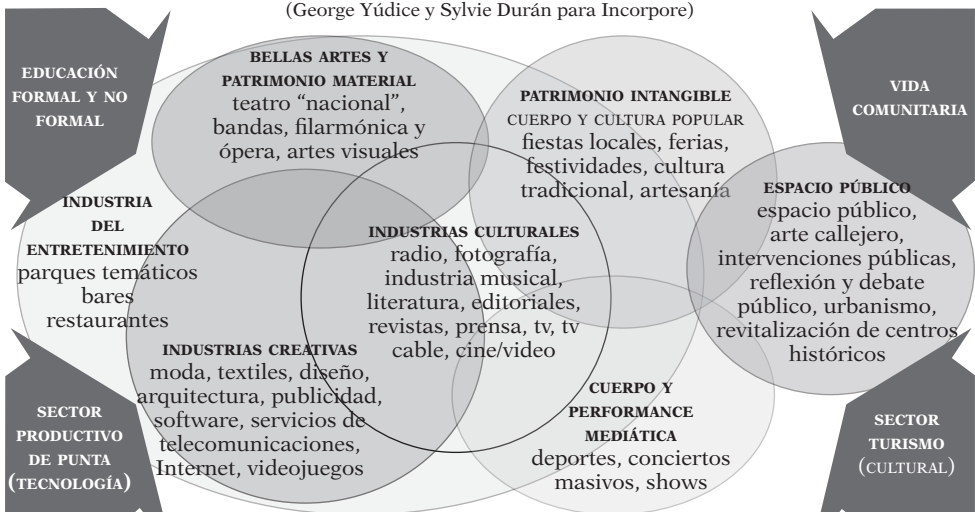 (George Yúdice y Sylvie Durán para Incorpore)
EDUCACIÓN
FORMAL Y NO
FORMAL
BELLAS ARTES Y
PATRIMONIO MATERIAL
teatro “nacional”,
bandas, filarmónica y
ópera, artes visuales
PATRIMONIO INTANGIBLE
CUERPO Y CULTURA POPULAR
fiestas locales, ferias,
festividades, cultura
tradicional, artesanía
VIDA
COMUNITARIA
INDUSTRIA
DEL
ENTRETENIMIENTO
parques temáticos
bares
restaurantes
INDUSTRIAS CULTURALES
radio, fotografía,
industria musical,
literatura, editoriales,
revistas, prensa, tv, tv
cable, cine/video
ESPACIO PÚBLICO
espacio público,
arte callejero,
intervenciones públicas,
reflexión y debate
público, urbanismo,
revitalización de centros
históricos
INDUSTRIAS CREATIVAS
moda, textiles, diseño,
arquitectura, publicidad,
software, servicios de
telecomunicaciones,
Internet, videojuegos
CUERPO Y
PERFORMANCE
MEDIÁTICA
deportes, conciertos
masivos, shows
SECTOR
PRODUCTIVO
DE PUNTA
(TECNOLOGÍA)
SECTOR
TURISMO
(CULTURAL)